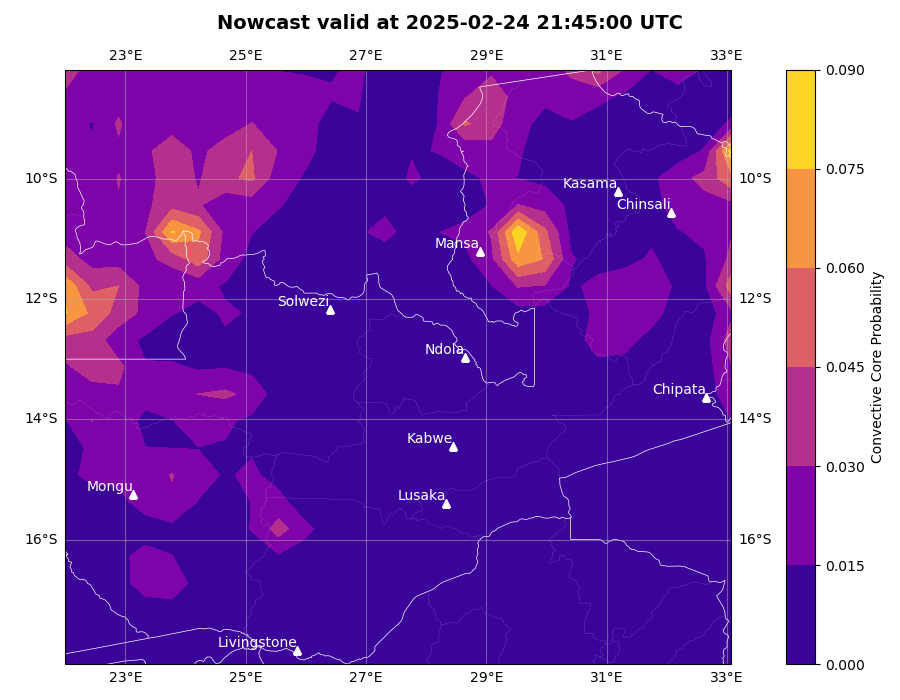 Nowcast valid at 2025-02-24 21:45:00 UTC
23°E 25°E 27°E 29°E 31°E 33°E
0.090
0.075
10°S 10°S
Kasama
Chinsali
Mansa
0.060
12°S 12°S
Solwezi
Ndola
0.045
Convective Core Probability
Chipata
14°S 14°S
Kabwe
0.030
Mongu
Lusaka
16°S 16°S
0.015
Livingstone
0.000
23°E 25°E 27°E 29°E 31°E 33°E